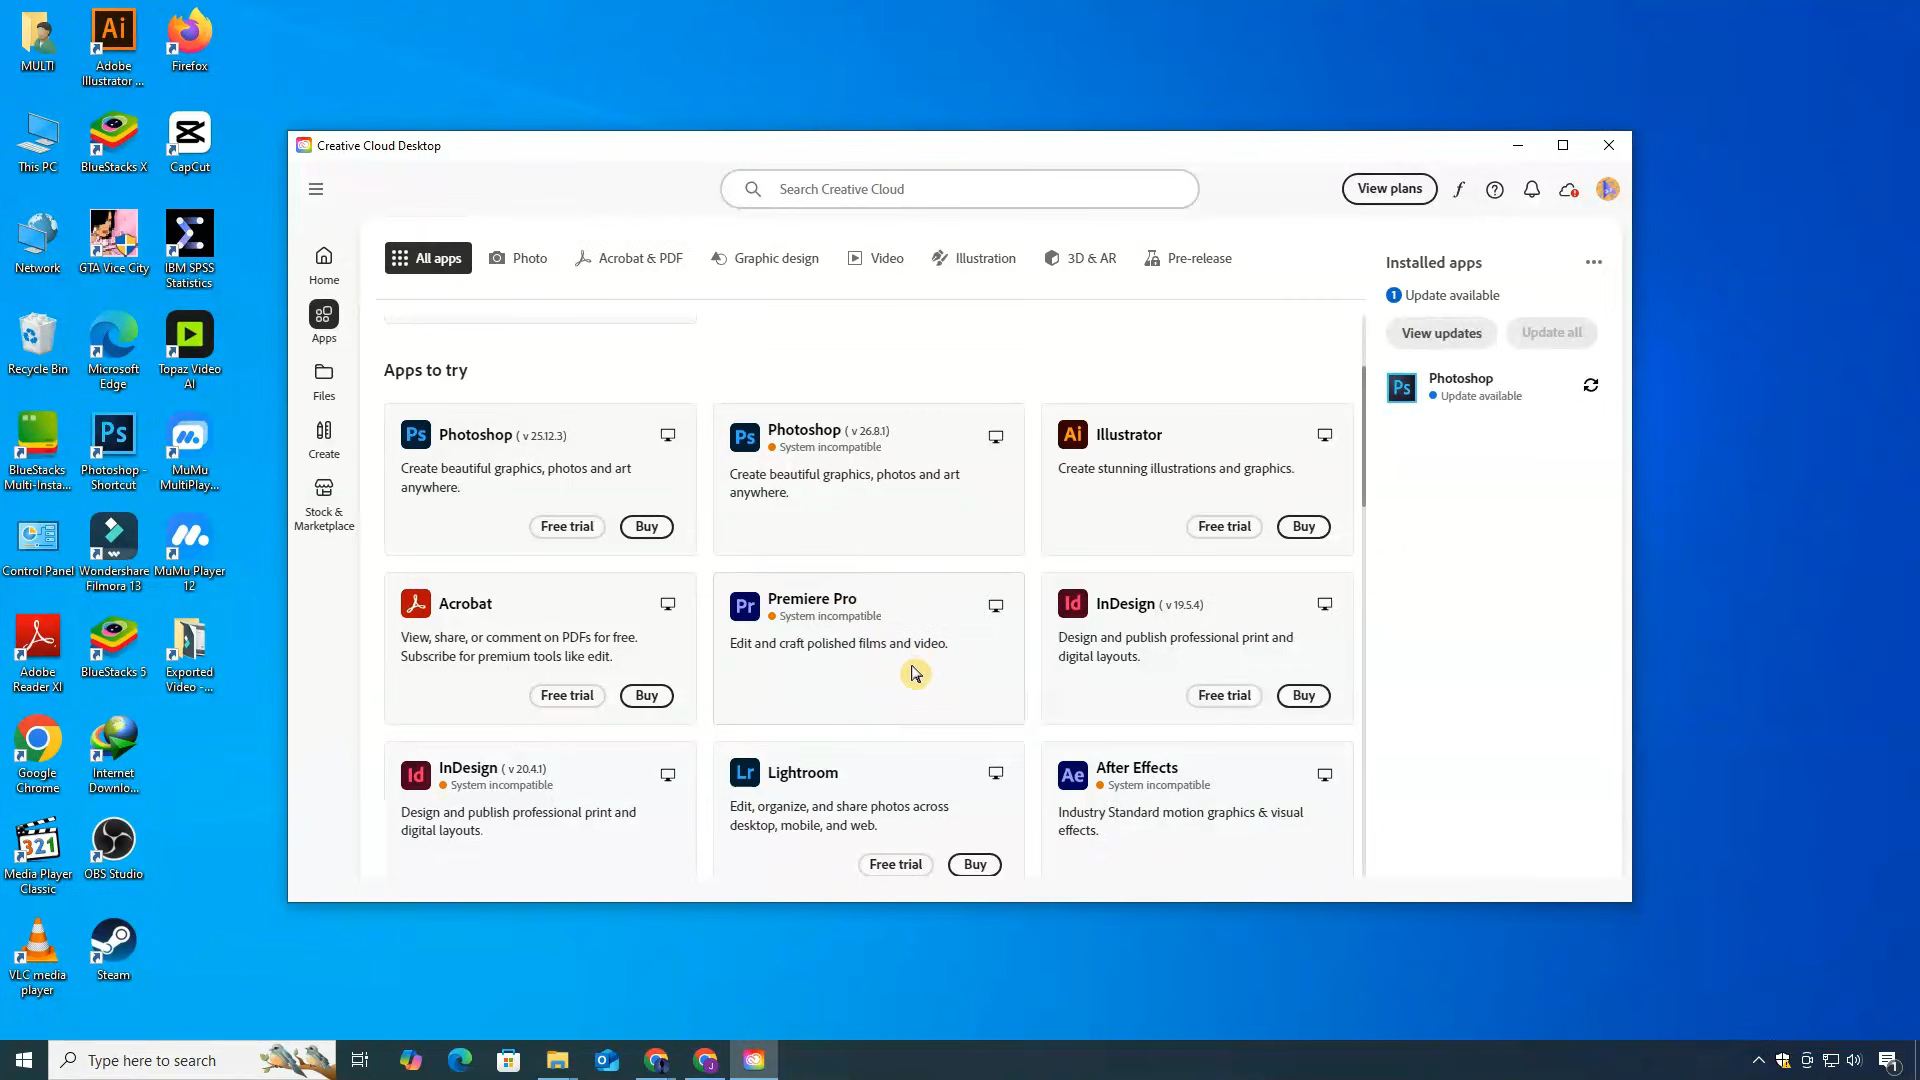 MULTI
Adobe
Illustrator ...
Firefox
This PC
BlueStacks X
CapCut
Network
GTA Vice City
IBM SPSS
Statistics
Recycle Bin
Microsoft
Edge
Topaz Video
AI
BlueStacks
Multi-Insta...
Photoshop -
Shortcut
MuMu
MultiPlay...
Control Panel
Wondershare
Filmora 13
MuMu Player
12
Adobe
Reader XI
BlueStacks 5
Exported
Video -...
Google
Chrome
Internet
Downlo...
Media Player
Classic
OBS Studio
VLC media
player
Steam
Creative Cloud Desktop
Search Creative Cloud
View plans
Home
Apps
Files
Create
Stock &
Marketplace
All apps
Photo
Acrobat & PDF
Graphic design
Video
Illustration
3D & AR
Pre-release
Apps to try
Ps
Photoshop ( v 25.12.3)
Create beautiful graphics, photos and art
anywhere.
Free trial
Buy
Ps
Photoshop ( v 26.8.1)
System incompatible
Create beautiful graphics, photos and art
anywhere.
Ai
Illustrator
Create stunning illustrations and graphics.
Free trial
Buy
Acrobat
View, share, or comment on PDFs for free.
Subscribe for premium tools like edit.
Free trial
Buy
Pr
Premiere Pro
System incompatible
Edit and craft polished films and video.
Id
InDesign ( v 19.5.4)
Design and publish professional print and
digital layouts.
Free trial
Buy
Id
InDesign ( v 20.4.1)
System incompatible
Design and publish professional print and
digital layouts.
Lr
Lightroom
Edit, organize, and share photos across
desktop, mobile, and web.
Free trial
Buy
Ae
After Effects
System incompatible
Industry Standard motion graphics & visual
effects.
Installed apps
1 Update available
View updates
Update all
Ps
Photoshop
Update available
Type here to search